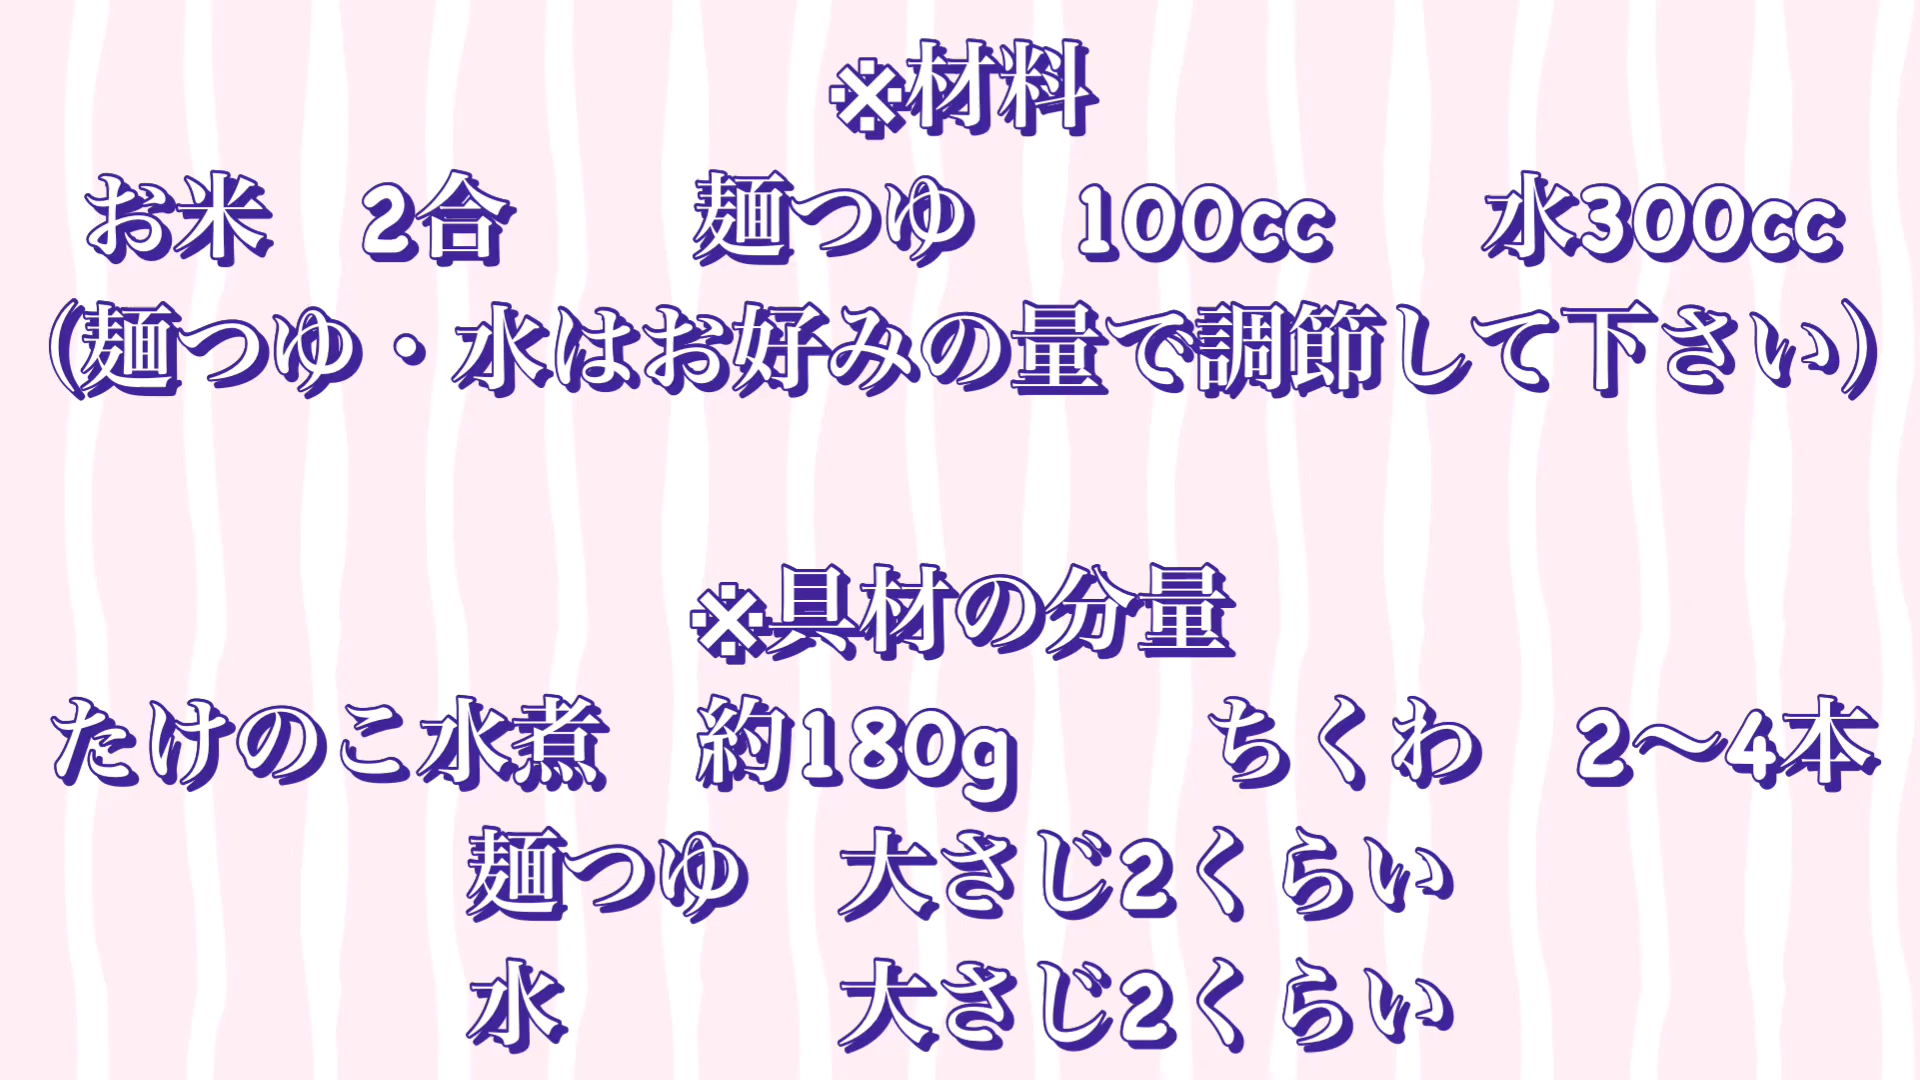 ※材料
お米　2合　　麺つゆ　100cc　　水300cc
(麺つゆ・水はお好みの量で調節して下さい)
※具材の分量
たけのこ水煮　約180g　　ちくわ　2〜4本
麺つゆ　大さじ2くらい
水　　　大さじ2くらい